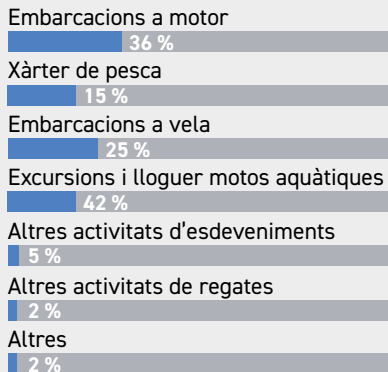 Embarcacions a motor
36 %
Xàrter de pesca
15 %
Embarcacions a vela
25 %
Excursions i lloguer motos aquàtiques
42 %
Altres activitats d'esdeveniments
5 %
Altres activitats de regates
2 %
Altres
2 %